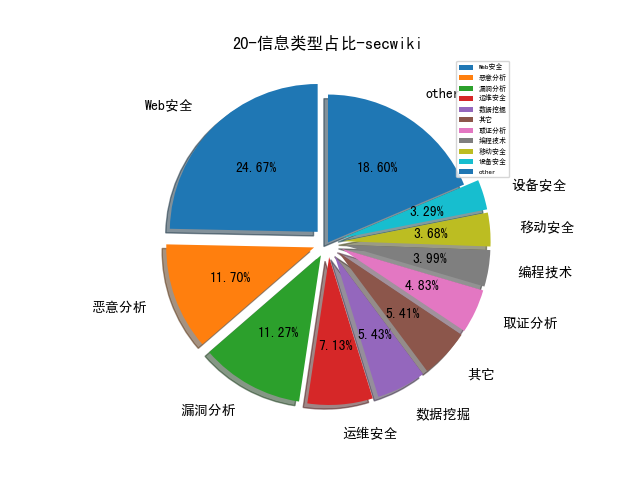 20-信息类型占比-secwiki
Web安全
24.67%
恶意分析
11.70%
漏洞分析
11.27%
运维安全
7.13%
数据挖掘
5.43%
其它
5.41%
取证分析
4.83%
编程技术
3.99%
移动安全
3.68%
设备安全
3.29%
other
18.60%
Web安全
恶意分析
漏洞分析
运维安全
数据挖掘
其它
取证分析
编程技术
移动安全
设备安全
other